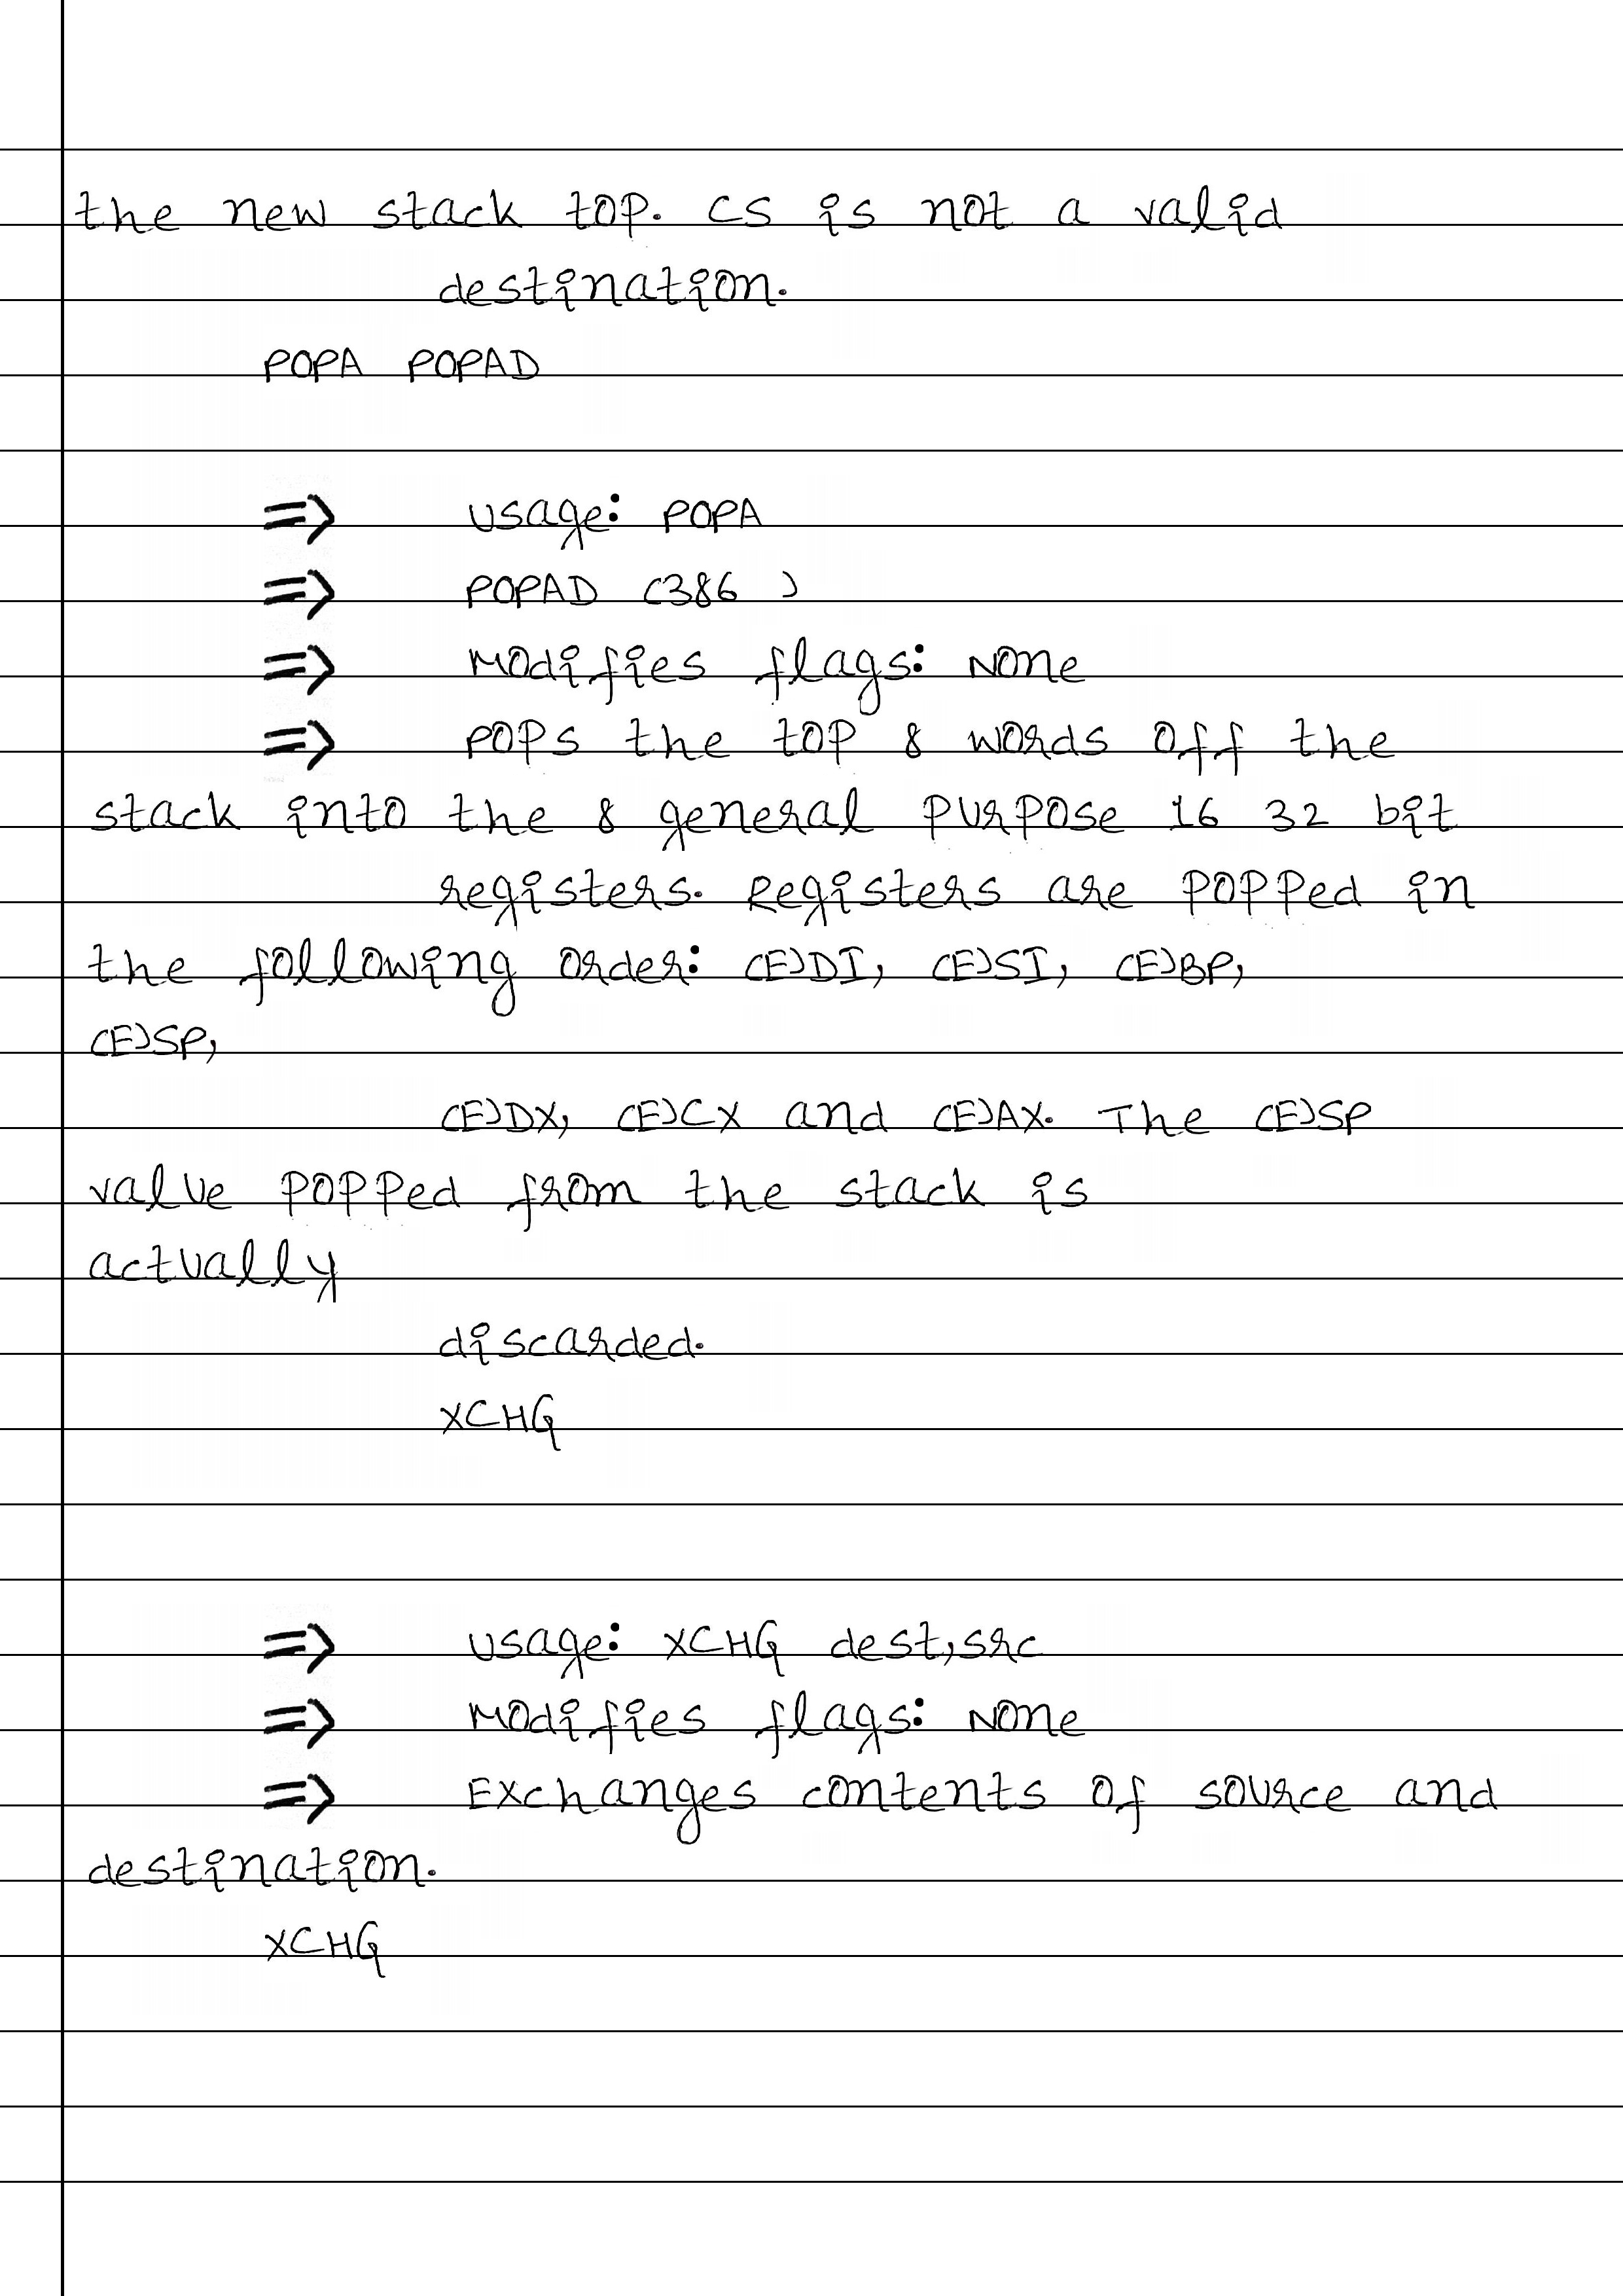 the new stack top. CS is not a valid
destination.
POPA POPAD
=> Usage: POPA
=> POPAD (386 )
=> Modifies flags: None
=> Pops the top 8 words off the
stack into the 8 general purpose 16 32 bit
registers. Registers are popped in
the following order: (E)DI, (E)SI, (E)BP,
(E)SP,
(E)DX, (E)CX and (E)AX. The (E)SP
value popped from the stack is
actually
discarded.
XCHG
=> Usage: XCHG dest,src
=> Modifies flags: None
=> Exchanges contents of source and
destination.
XCHG